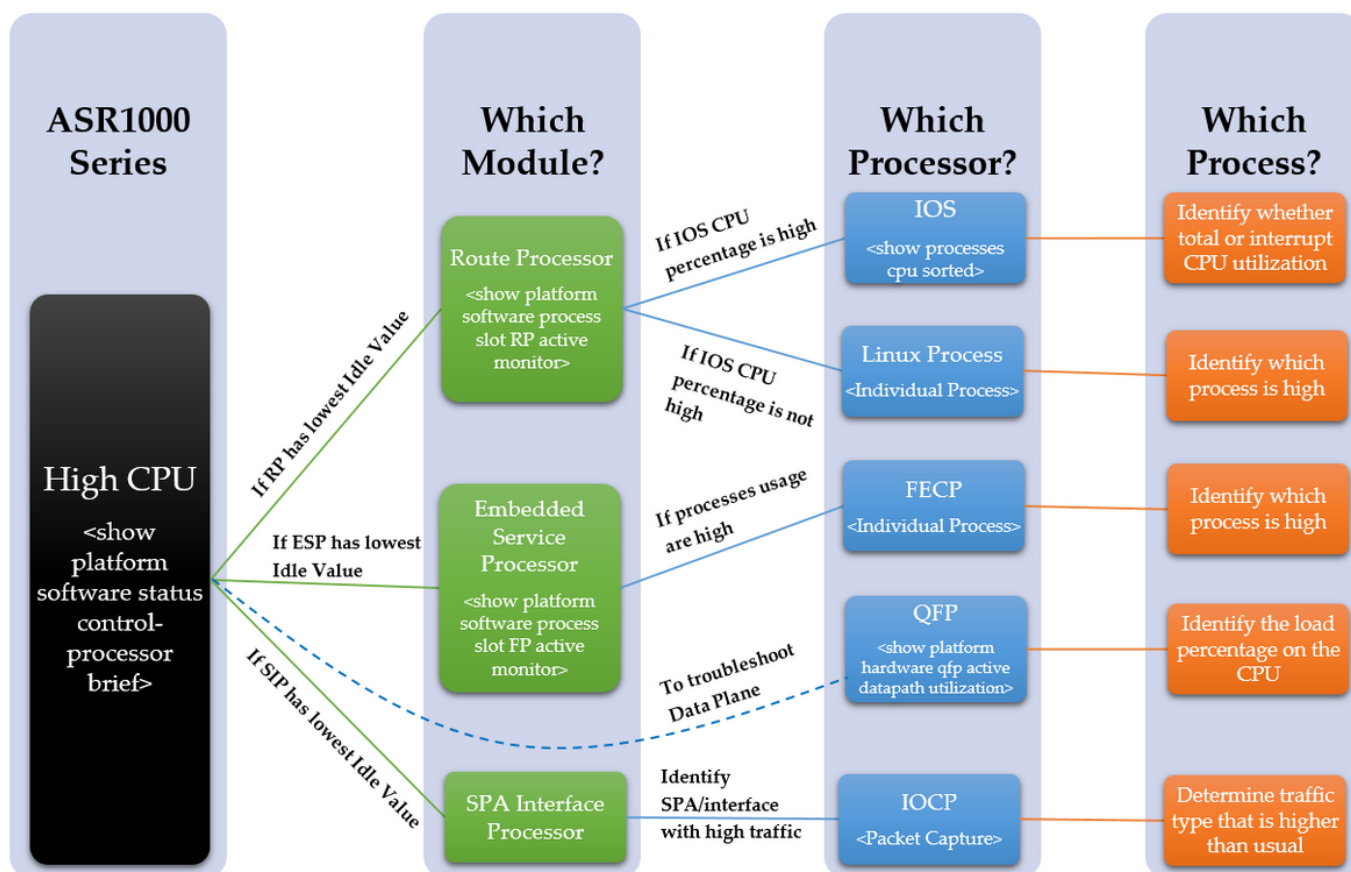 ASR1000
Series
Which
Module?
Which
Processor?
Which
Process?
High CPU
<show
platform
software status
control-
processor
brief>
If RP has lowest Idle Value
If ESP has lowest
Idle Value
If SIP has lowest Idle Value
Route Processor
<show platform
software process
slot RP active
monitor>
Embedded
Service
Processor
<show platform
software process
slot FP active
monitor>
SPA Interface
Processor
If IOS CPU
percentage is high
If IOS CPU
percentage is not
high
If processes usage
are high
To troubleshoot
Data Plane
Identify
SPA/interface
with high traffic
IOS
<show processes
cpu sorted>
Linux Process
<Individual Process>
FECP
<Individual Process>
QFP
<show platform
hardware qfp active
datapath utilization>
IOCP
<Packet Capture>
Identify whether
total or interrupt
CPU utilization
Identify which
process is high
Identify which
process is high
Identify the load
percentage on the
CPU
Determine traffic
type that is higher
than usual